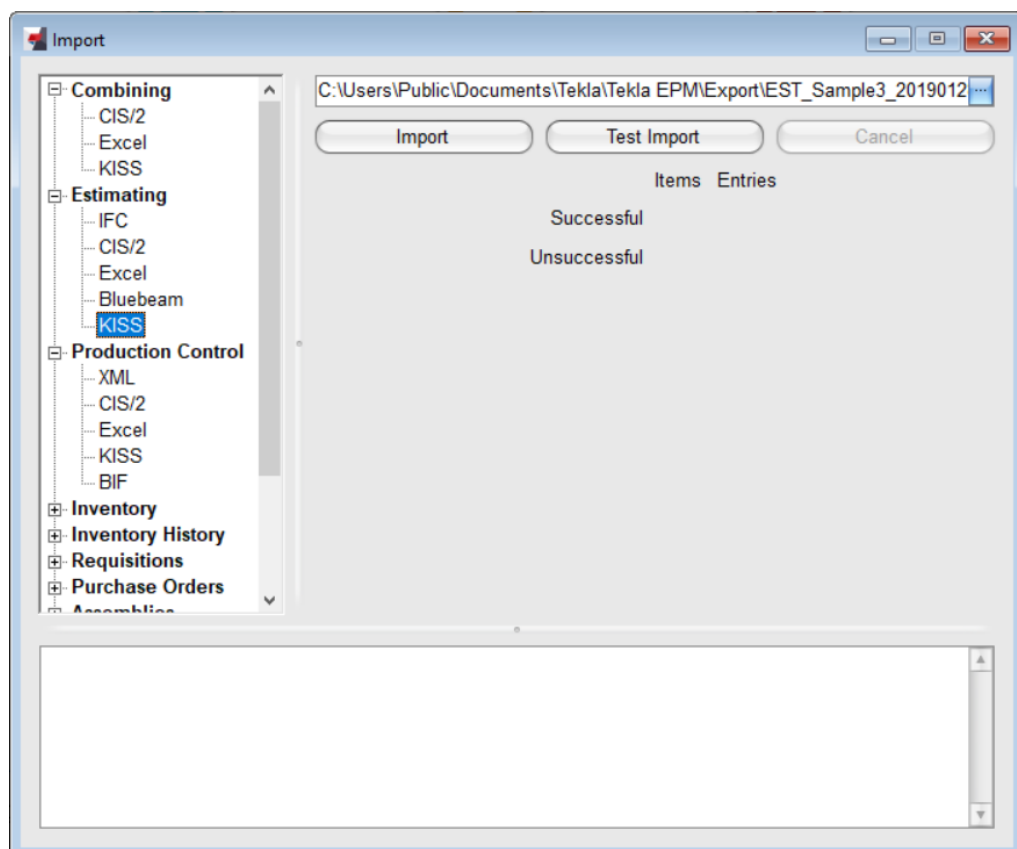 Import
Combining
CIS/2
Excel
KISS
Estimating
IFC
CIS/2
Excel
Bluebeam
KISS
Production Control
XML
CIS/2
Excel
KISS
BIF
Inventory
Inventory History
Requisitions
Purchase Orders
Assemblies
C:\Users\Public\Documents\Tekla\Tekla EPM\Export\EST_Sample3_2019012
...
Import Test Import Cancel
Items Entries
Successful
Unsuccessful